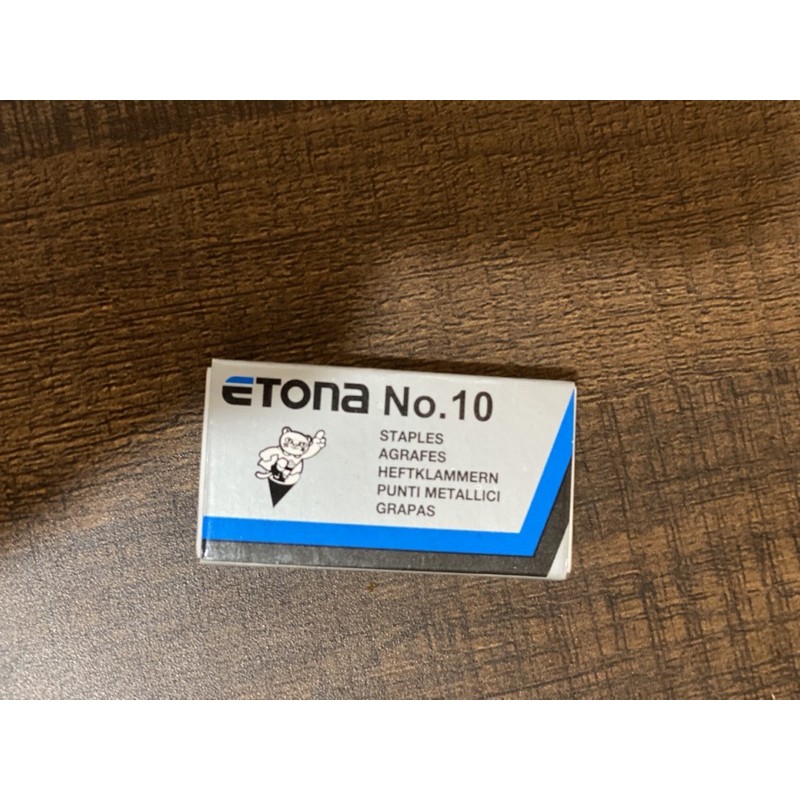 ETONA No.10
STAPLES
AGRAFES
HEFTKLAMMERN
PUNTI METALLICI
GRAPAS